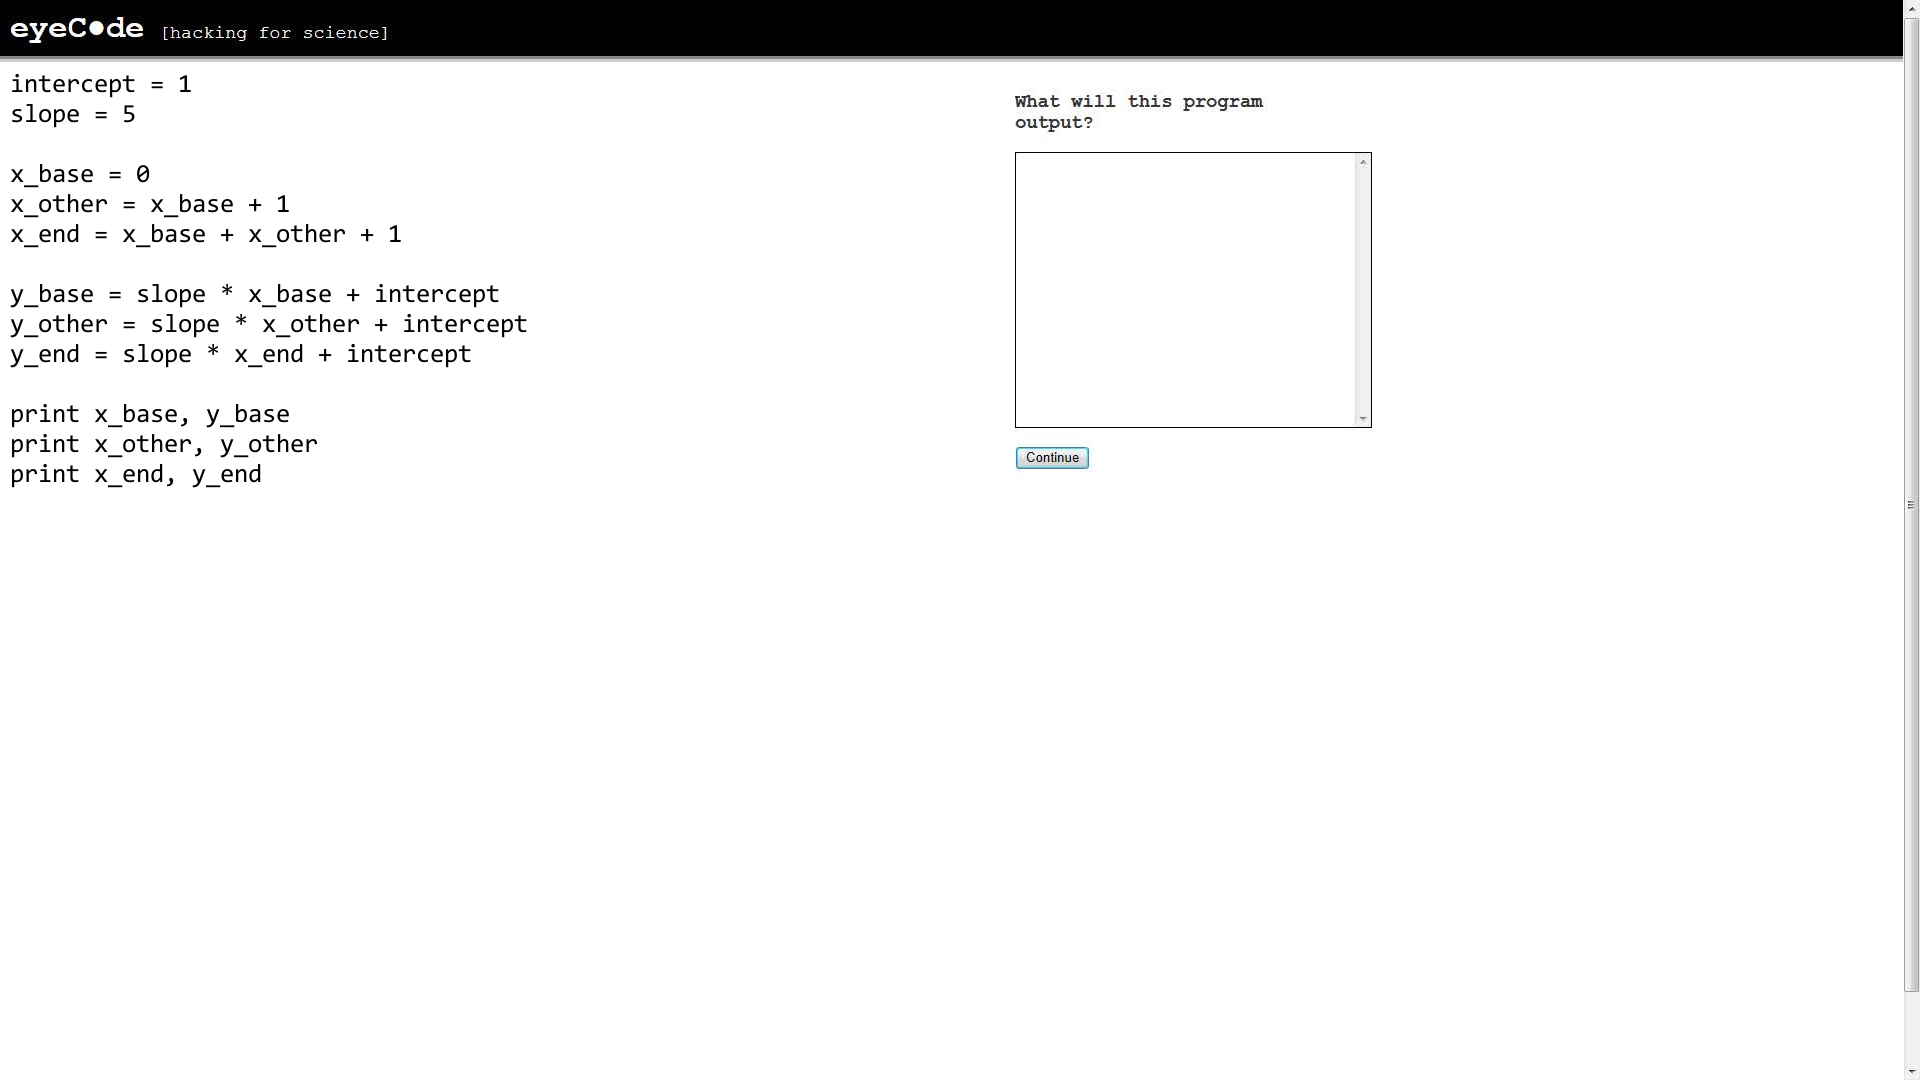 eyeC●de [hacking for science]
intercept = 1
slope = 5
x_base = 0
x_other = x_base + 1
x_end = x_base + x_other + 1
y_base = slope * x_base + intercept
y_other = slope * x_other + intercept
y_end = slope * x_end + intercept
print x_base, y_base
print x_other, y_other
print x_end, y_end
What will this program
output?
Continue